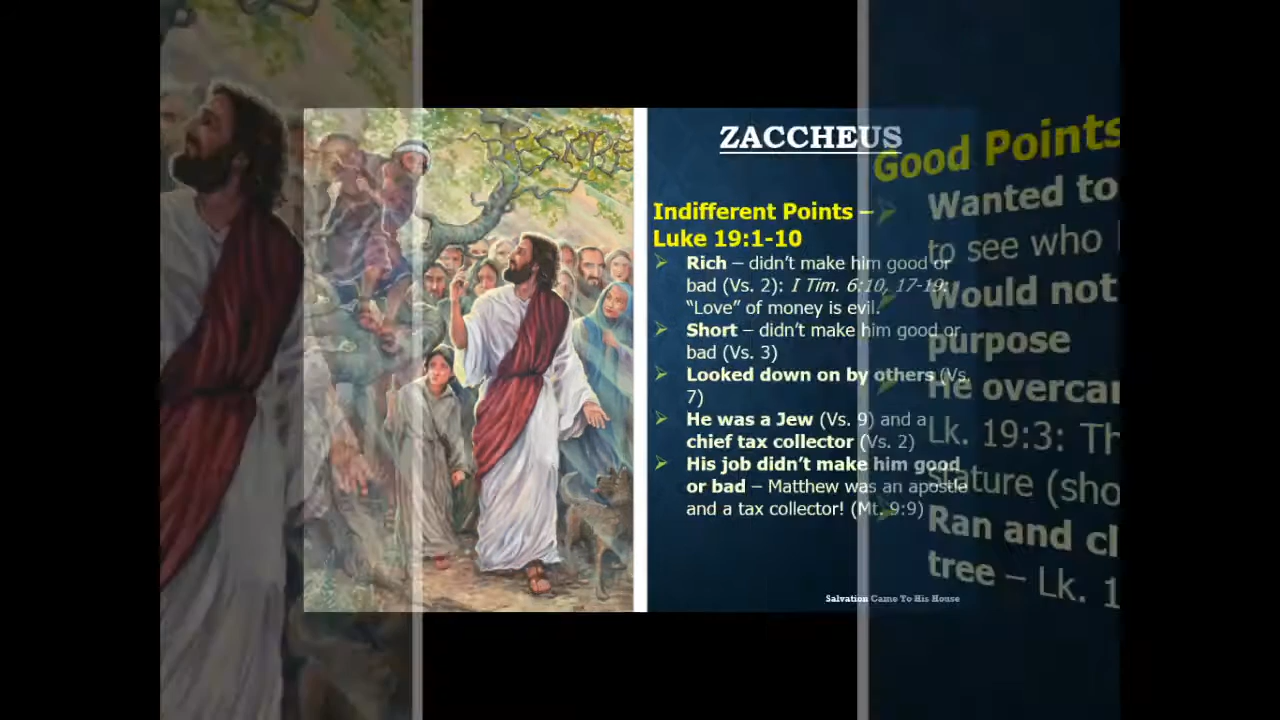 ZACCHEUS
Indifferent Points –
Luke 19:1-10
Rich – didn't make him good or
bad (Vs. 2): I Tim. 6:10, 17-19:
"Love" of money is evil.
Short – didn't make him good or
bad (Vs. 3)
Looked down on by others (Vs.
7)
He was a Jew (Vs. 9) and a
chief tax collector (Vs. 2)
His job didn't make him good
or bad – Matthew was an apostle
and a tax collector! (Mt. 9:9)
Salvation Came To His House
Good Points
Wanted to
to see who
Would not
purpose
He
Lk. 19:3:
stature
Ran and
tree – Lk.